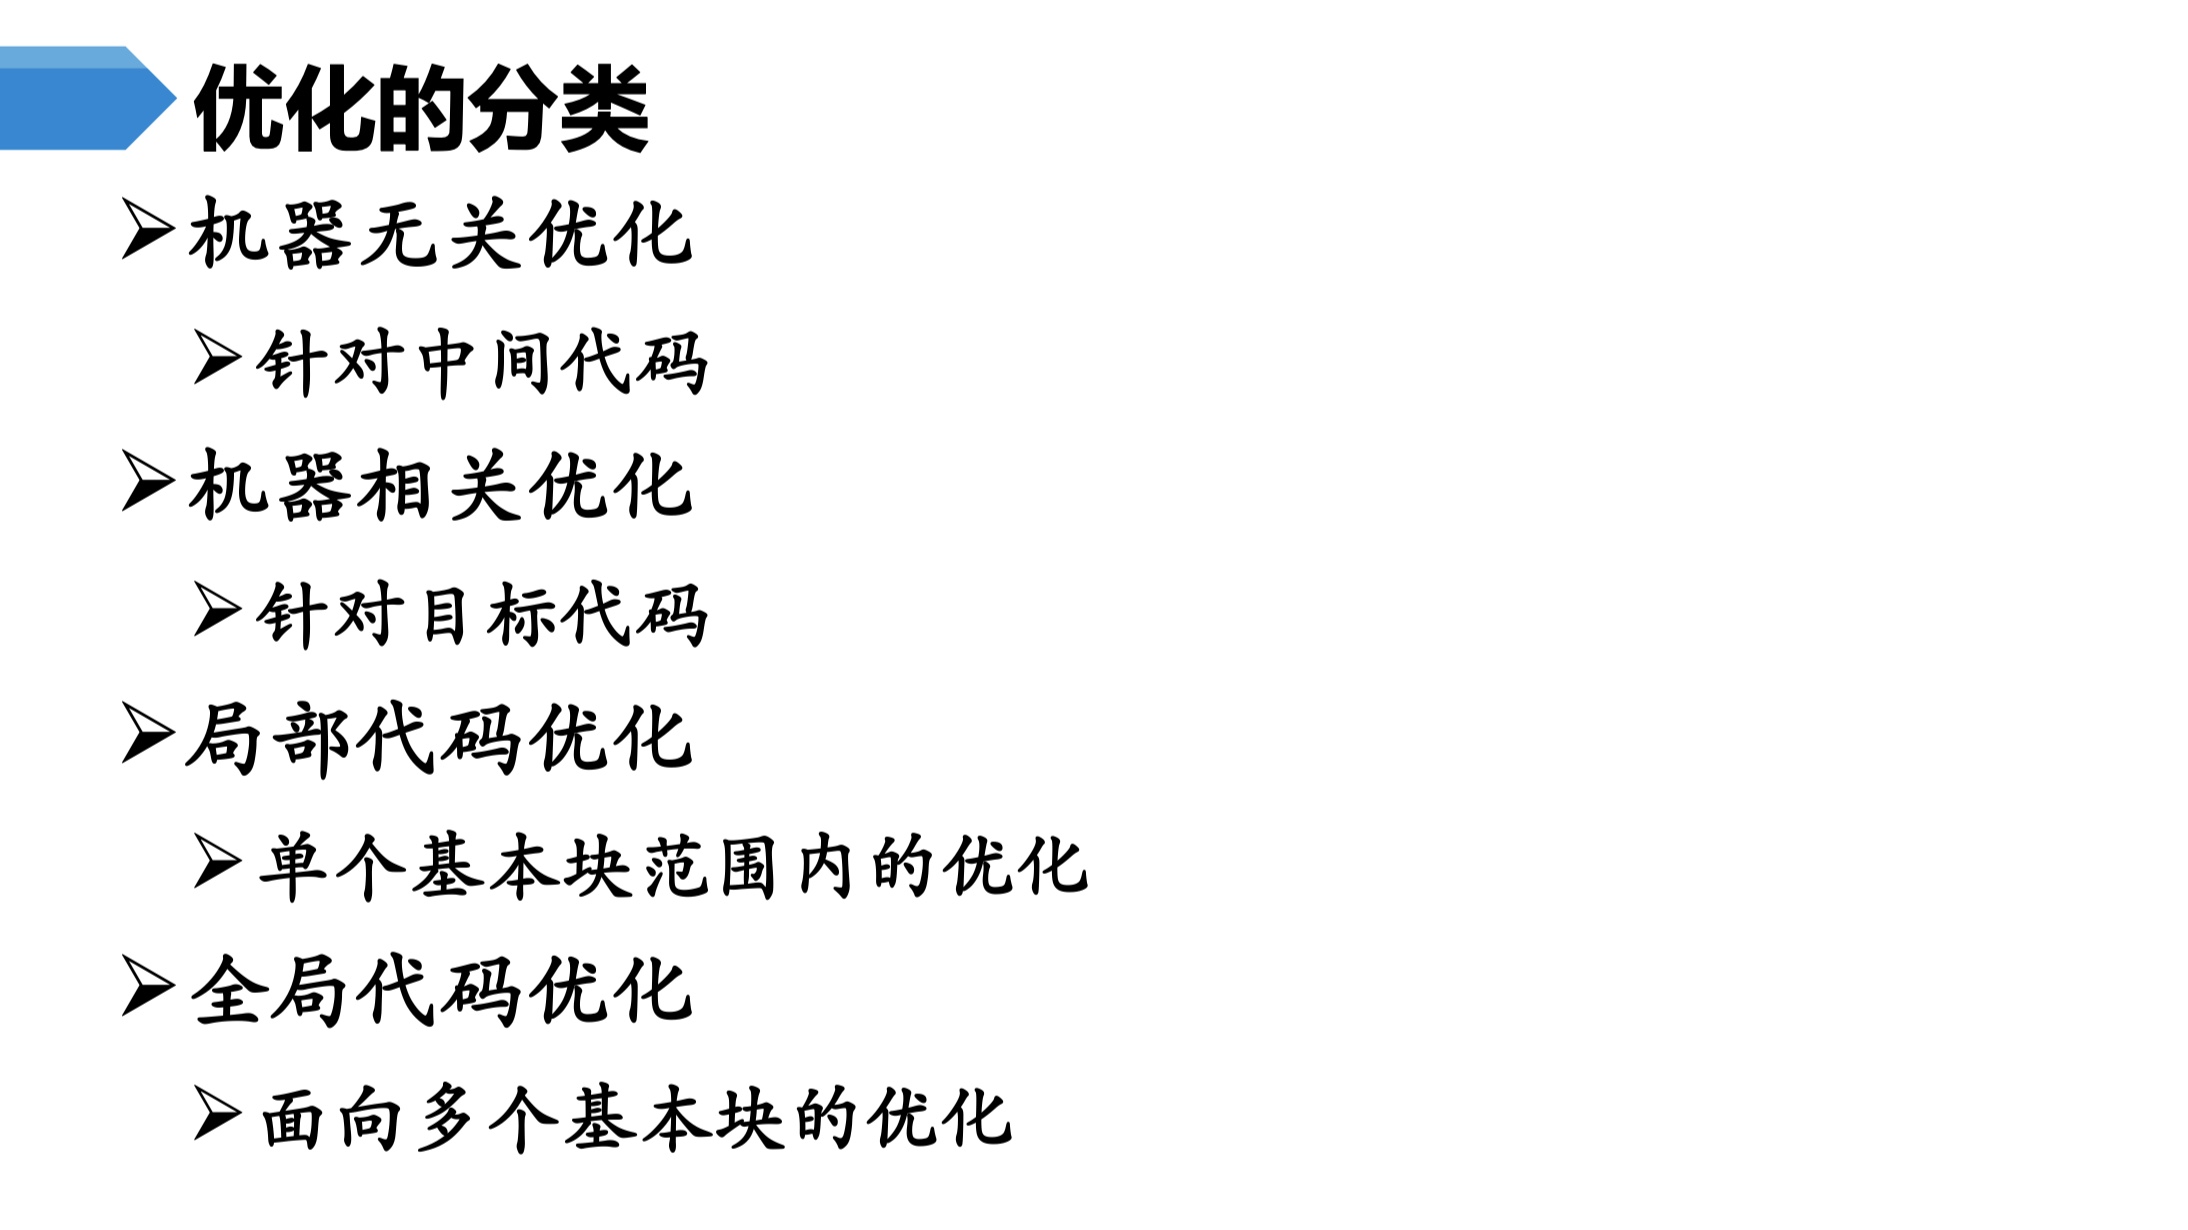 优化的分类
➢机器无关优化
➢针对中间代码
➢机器相关优化
➢针对目标代码
➢局部代码优化
➢单个基本块范围内的优化
➢全局代码优化
➢面向多个基本块的优化